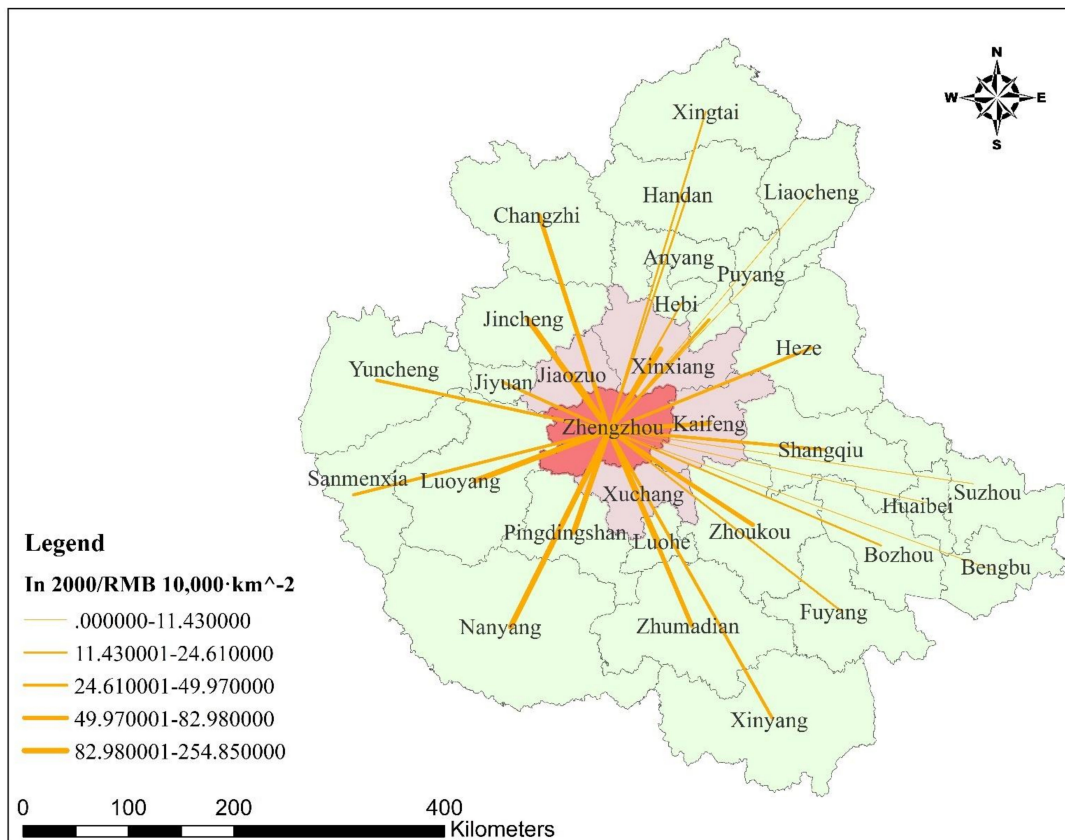 N
W E
S
Xingtai
Handan
Liaocheng
Changzhi
Anyang
Puyang
Hebi
Jincheng
Heze
Xinxiang
Yuncheng
Jiyuan
Jiaozuo
Zhengzhou
Kaifeng
Shangqiu
Sanmenxia
Luoyang
Suzhou
Xuchang
Huaibei
Pingdingshan
Zhoukou
Luohe
Bozhou
Bengbu
Fuyang
Nanyang
Zhumadian
Xinyang
Legend
In 2000/RMB 10,000·km^-2
.000000-11.430000
11.430001-24.610000
24.610001-49.970000
49.970001-82.980000
82.980001-254.850000
0 100 200 400
Kilometers